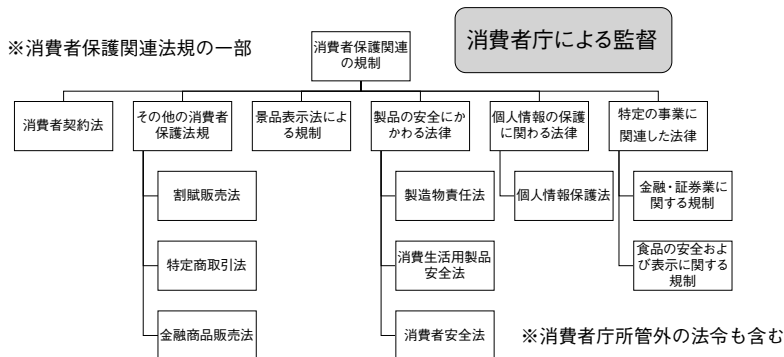 ※消費者保護関連法規の一部
消費者保護関連
の規制
消費者庁による監督
消費者契約法
その他の消費者
保護法規
景品表示法によ
る規制
製品の安全にか
かわる法律
個人情報の保護
に関わる法律
特定の事業に
関連した法律
割賦販売法
製造物責任法
個人情報保護法
金融・証券業に
関する規制
特定商取引法
消費生活用製品
安全法
食品の安全およ
び表示に関する
規制
金融商品販売法
消費者安全法
※消費者庁所管外の法令も含む